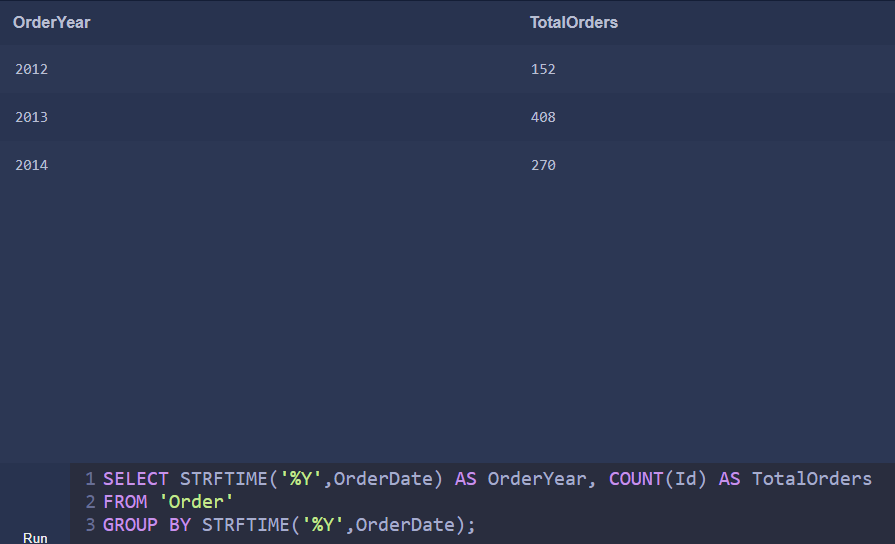 OrderYear TotalOrders
2012 152
2013 408
2014 270
1 SELECT STRFTIME('%Y',OrderDate) AS OrderYear, COUNT(Id) AS TotalOrders
2 FROM 'Order'
3 GROUP BY STRFTIME('%Y',OrderDate);
Run